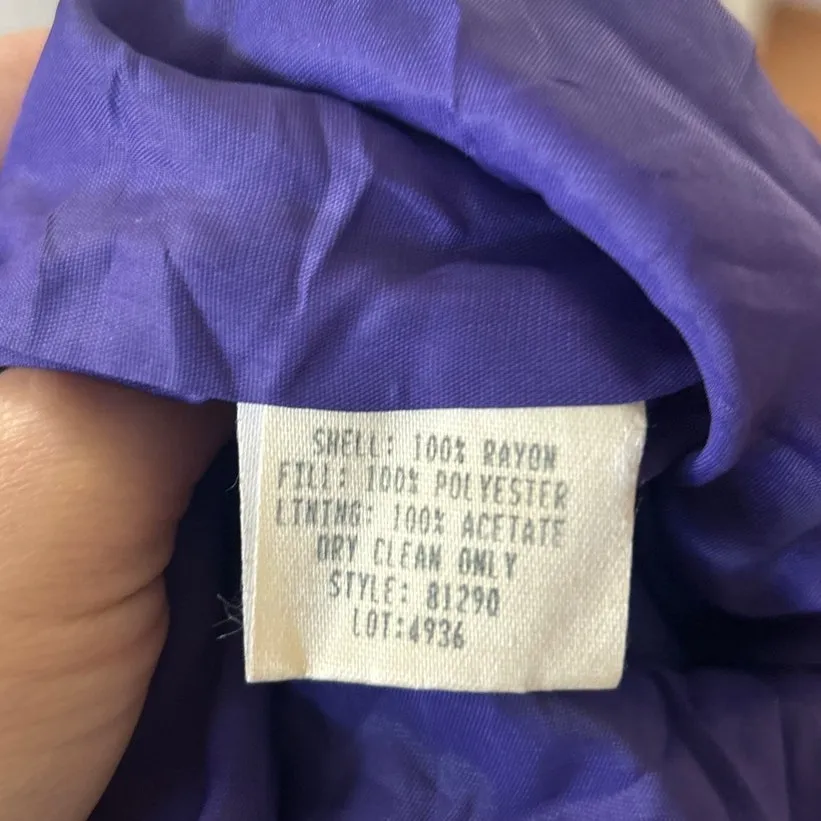 SHELL: 100% RAYON
FILL: 100% POLYESTER
LINING: 100% ACETATE
DRY CLEAN ONLY
STYLE: 81290
LOT:4936